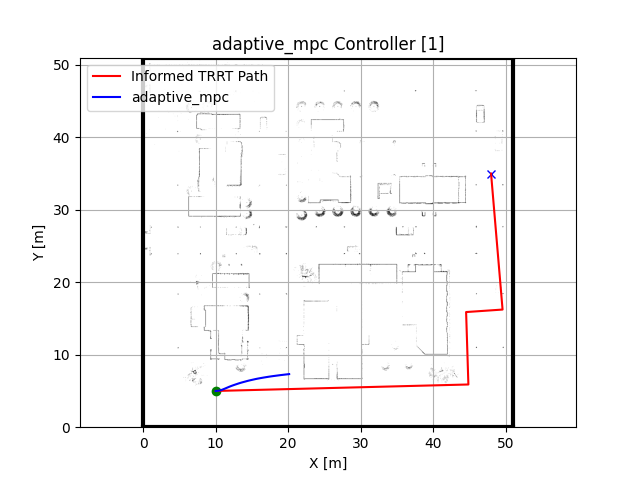 adaptive_mpc Controller [1]
Informed TRRT Path
adaptive_mpc
Y [m]
50
40
30
20
10
0
0 10 20 30 40 50
X [m]